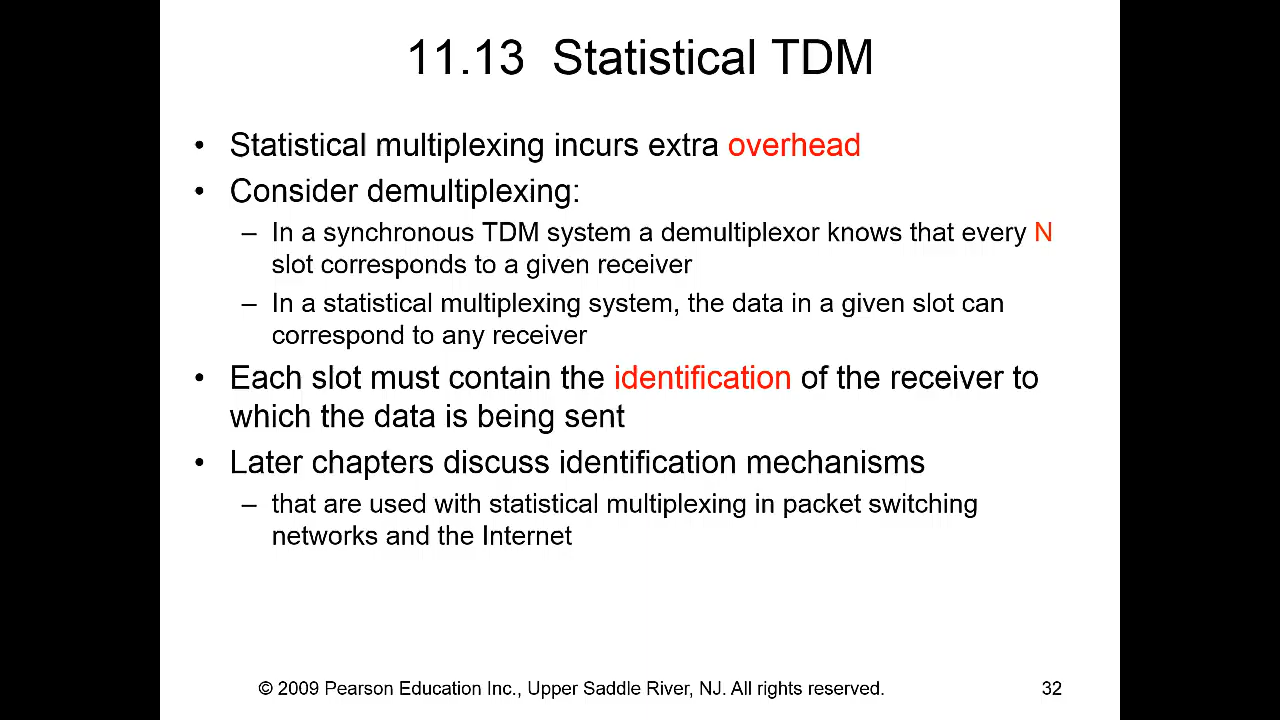 11.13 Statistical TDM
• Statistical multiplexing incurs extra overhead
• Consider demultiplexing:
– In a synchronous TDM system a demultiplexor knows that every N
slot corresponds to a given receiver
– In a statistical multiplexing system, the data in a given slot can
correspond to any receiver
• Each slot must contain the identification of the receiver to
which the data is being sent
• Later chapters discuss identification mechanisms
– that are used with statistical multiplexing in packet switching
networks and the Internet
© 2009 Pearson Education Inc., Upper Saddle River, NJ. All rights reserved.
32